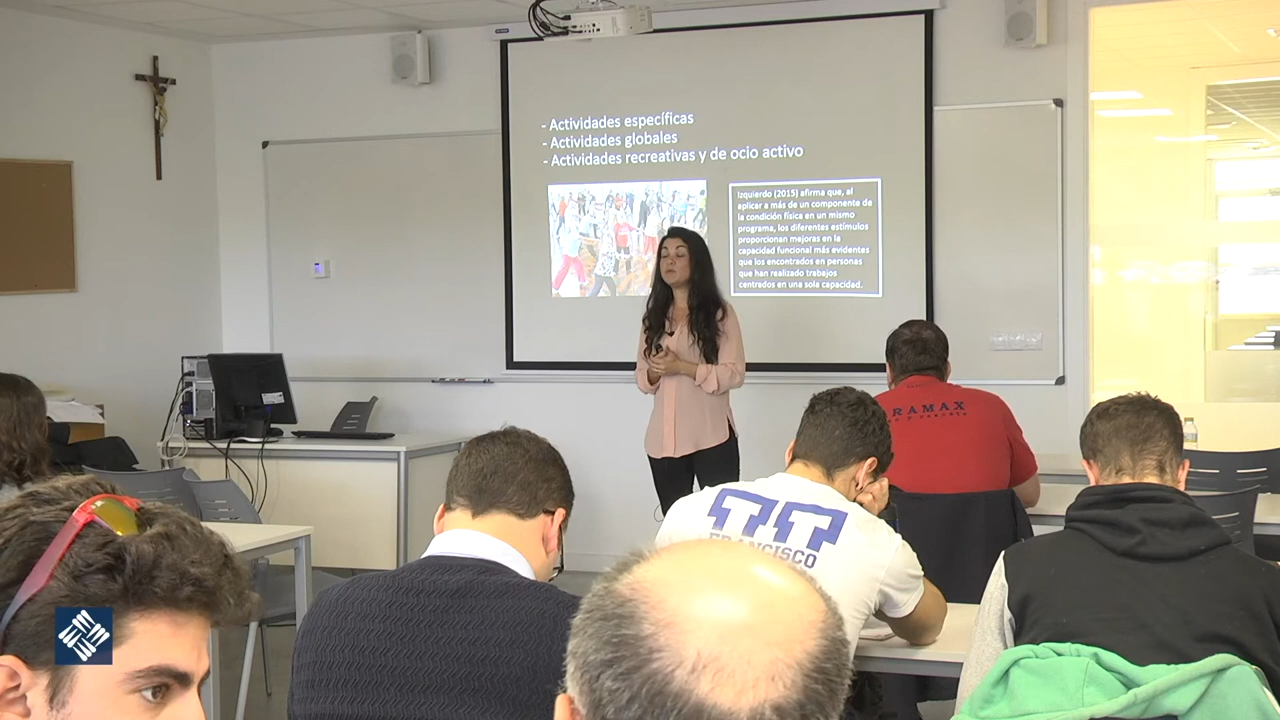 - Actividades específicas
- Actividades globales
- Actividades recreativas y de ocio activo
Izquierdo (2015) afirma que, al
aplicar a más de un componente de
la condición física en un mismo
programa, los diferentes estímulos
proporcionan mejoras en la
capacidad funcional más evidentes
que los encontrados en personas
que han realizado trabajos
centrados en una sola capacidad.
RAMAX
FRANCISCO